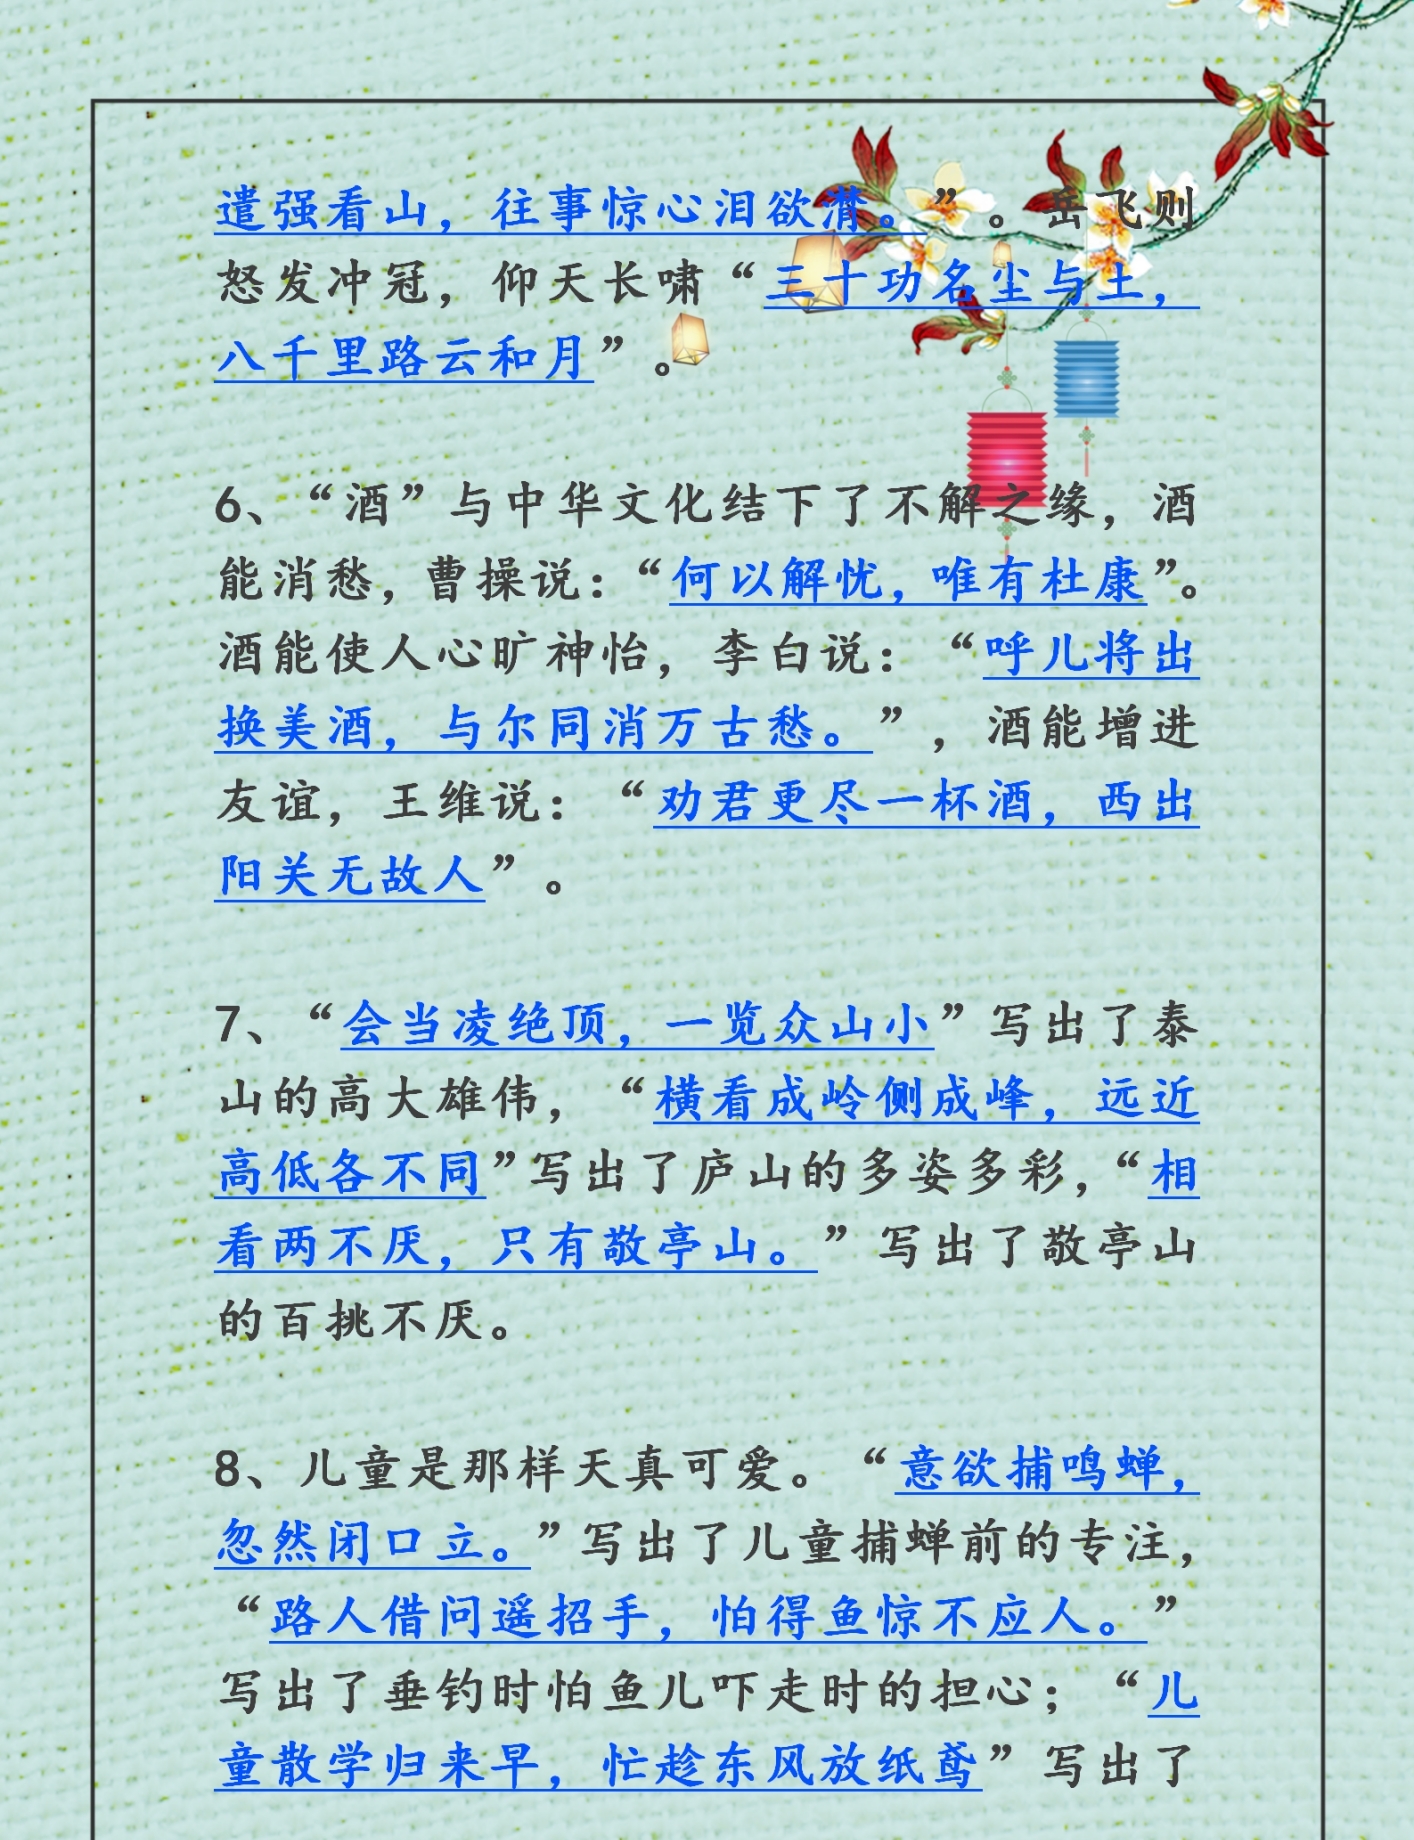 遣强看山，往事惊心泪欲潸。”。岳飞则
怒发冲冠，仰天长啸“三十功名尘与土，
八千里路云和月”。
6、“酒”与中华文化结下了不解之缘，酒
能消愁，曹操说：“何以解忧，唯有杜康”。
酒能使人心旷神怡，李白说：“呼儿将出
换美酒，与尔同消万古愁。”，酒能增进
友谊，王维说：“劝君更尽一杯酒，西出
阳关无故人”。
7、“会当凌绝顶，一览众山小”写出了泰
山的高大雄伟，“横看成岭侧成峰，远近
高低各不同”写出了庐山的多姿多彩，“相
看两不厌，只有敬亭山。”写出了敬亭山
的百挑不厌。
8、儿童是那样天真可爱。“意欲捕鸣蝉，
忽然闭口立。”写出了儿童捕蝉前的专注，
“路人借问遥招手，怕得鱼惊不应人。”
写出了垂钓时怕鱼儿吓走时的担心；“儿
童散学归来早，忙趁东风放纸鸢”写出了